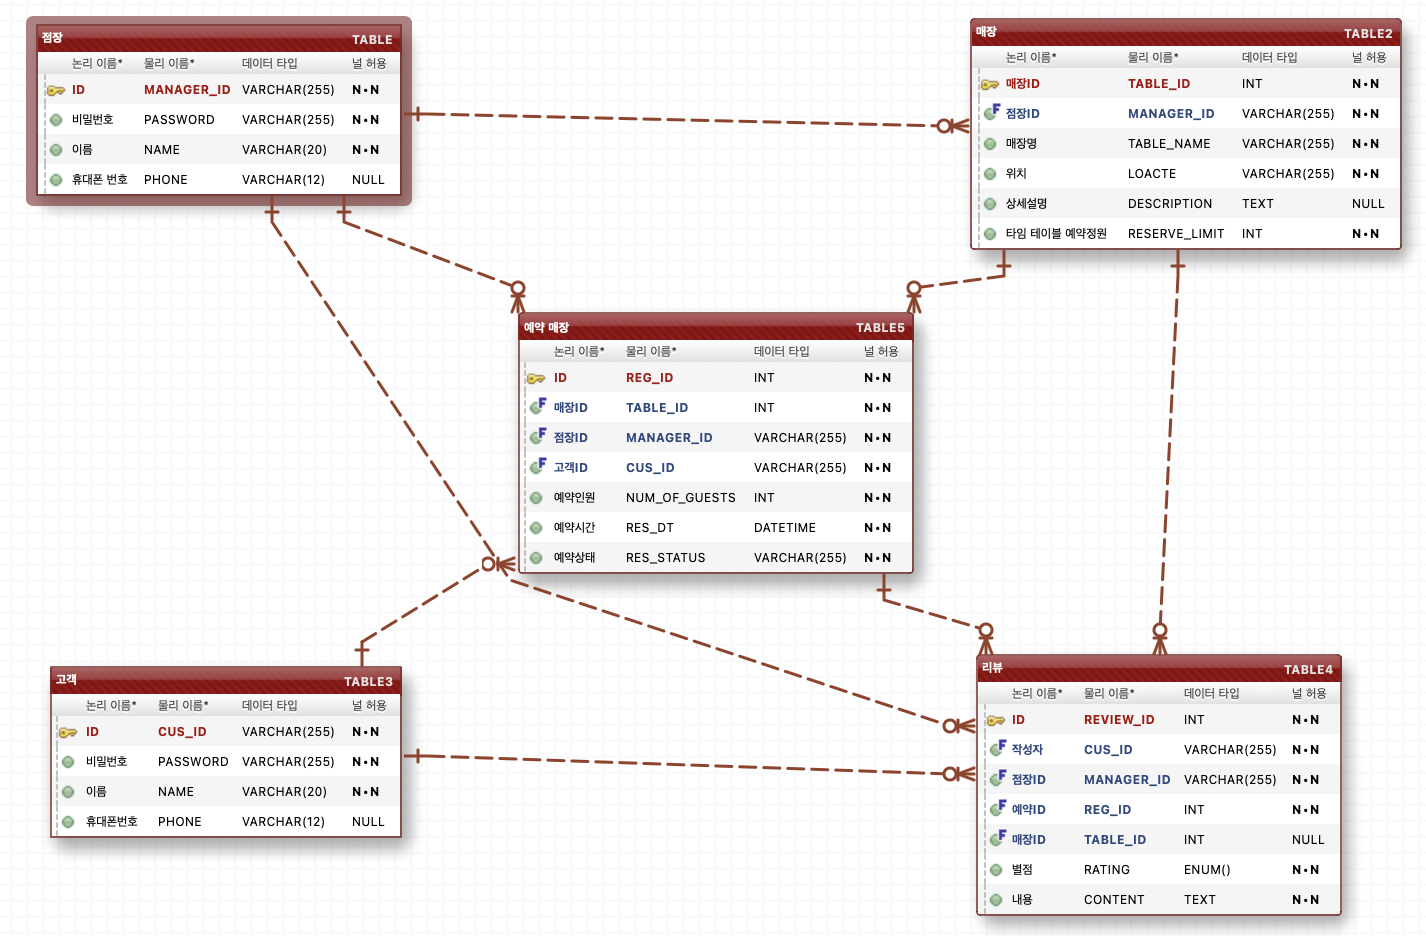 점장 TABLE
논리 이름* 물리 이름* 데이터 타입 널 허용
ID MANAGER_ID VARCHAR(255) N•N
비밀번호 PASSWORD VARCHAR(255) N•N
이름 NAME VARCHAR(20) N•N
휴대폰 번호 PHONE VARCHAR(12) NULL
매장 TABLE2
논리 이름* 물리 이름* 데이터 타입 널 허용
매장ID TABLE_ID INT N•N
F 점장ID MANAGER_ID VARCHAR(255) N•N
매장명 TABLE_NAME VARCHAR(255) N•N
위치 LOACTE VARCHAR(255) N•N
상세설명 DESCRIPTION TEXT NULL
타임 테이블 예약정원 RESERVE_LIMIT INT N•N
예약 매장 TABLE5
논리 이름* 물리 이름* 데이터 타입 널 허용
ID REG_ID INT N•N
F 매장ID TABLE_ID INT N•N
F 점장ID MANAGER_ID VARCHAR(255) N•N
F 고객ID CUS_ID VARCHAR(255) N•N
예약인원 NUM_OF_GUESTS INT N•N
예약시간 RES_DT DATETIME N•N
예약상태 RES_STATUS VARCHAR(255) N•N
고객 TABLE3
논리 이름* 물리 이름* 데이터 타입 널 허용
ID CUS_ID VARCHAR(255) N•N
비밀번호 PASSWORD VARCHAR(255) N•N
이름 NAME VARCHAR(20) N•N
휴대폰번호 PHONE VARCHAR(12) NULL
리뷰 TABLE4
논리 이름* 물리 이름* 데이터 타입 널 허용
ID REVIEW_ID INT N•N
F 작성자 CUS_ID VARCHAR(255) N•N
F 점장ID MANAGER_ID VARCHAR(255) N•N
F 예약ID REG_ID INT N•N
F 매장ID TABLE_ID INT NULL
별점 RATING ENUM() N•N
내용 CONTENT TEXT N•N